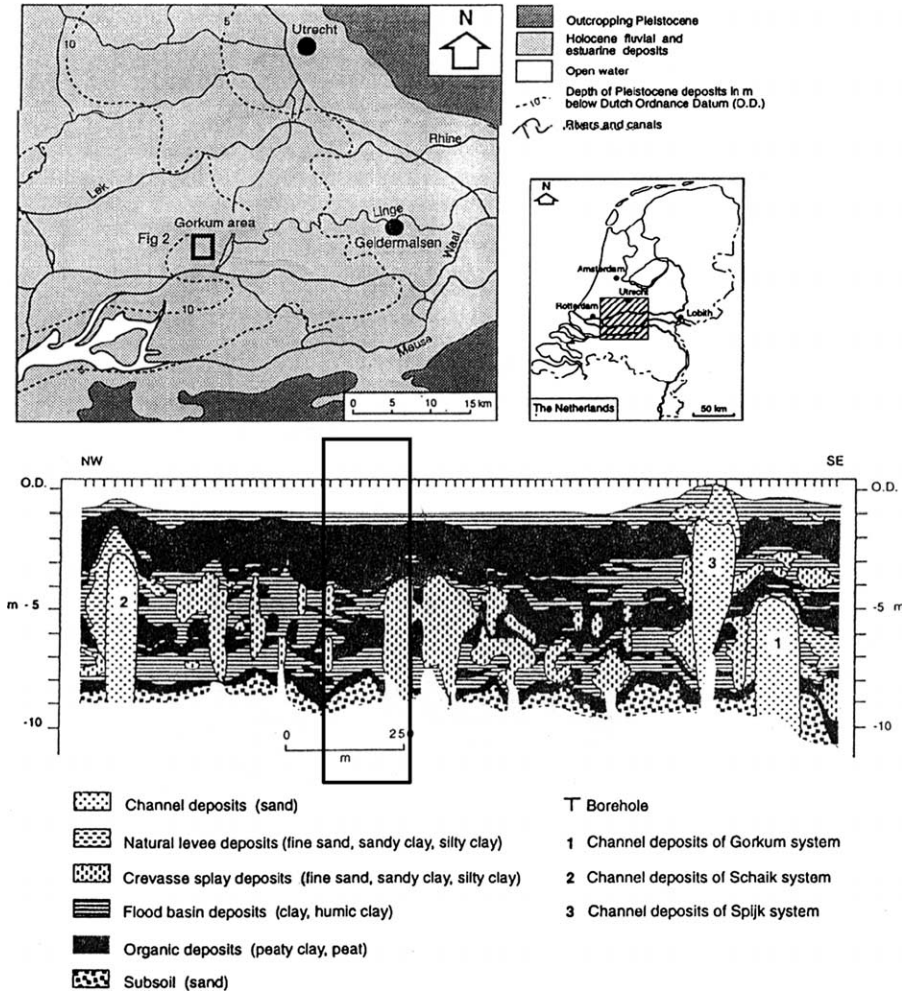 N
Utrecht
5
10
Rhine
Lek
Linge
Gorkum area
Fig 2
Geldermalsen
Waal
10
Meuse
5
0 5 10 15 km
Outcropping Pleistocene
Holocene fluvial and
estuarine deposits
Open water
10
Depth of Pleistocene deposits in m
below Dutch Ordnance Datum (O.D.)
Rivers and canals
N
Amsterdam
Utrecht
Rotterdam
Lobith
The Netherlands
50 km
NW
SE
O.D.
O.D.
3
2
m -5
-5 m
1
-10
-10
0 25
m
Channel deposits (sand)
Natural levee deposits (fine sand, sandy clay, silty clay)
Crevasse splay deposits (fine sand, sandy clay, silty clay)
Flood basin deposits (clay, humic clay)
Organic deposits (peaty clay, peat)
Subsoil (sand)
Borehole
1 Channel deposits of Gorkum system
2 Channel deposits of Schaik system
3 Channel deposits of Spijk system